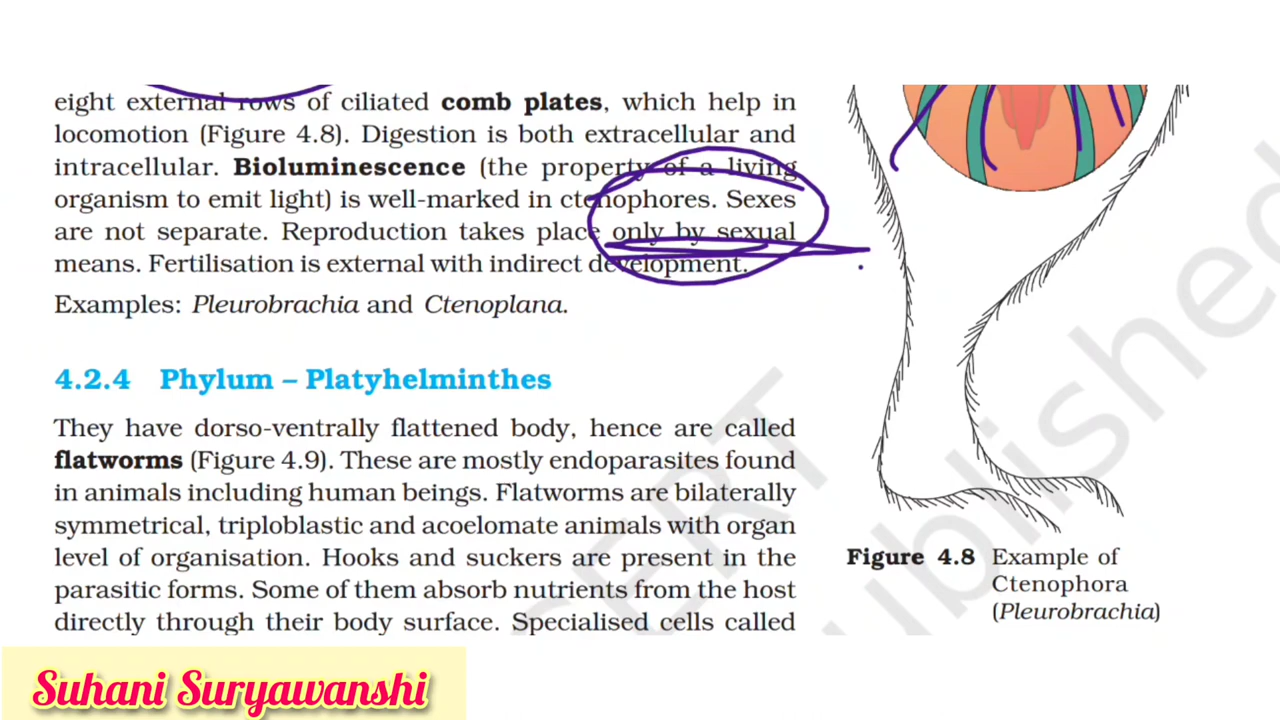 eight external rows of ciliated comb plates, which help in
locomotion (Figure 4.8). Digestion is both extracellular and
intracellular. Bioluminescence (the property of a living
organism to emit light) is well-marked in ctenophores. Sexes
are not separate. Reproduction takes place only by sexual
means. Fertilisation is external with indirect development.
Examples: Pleurobrachia and Ctenoplana.
4.2.4 Phylum – Platyhelminthes
They have dorso-ventrally flattened body, hence are called
flatworms (Figure 4.9). These are mostly endoparasites found
in animals including human beings. Flatworms are bilaterally
symmetrical, triploblastic and acoelomate animals with organ
level of organisation. Hooks and suckers are present in the
parasitic forms. Some of them absorb nutrients from the host
directly through their body surface. Specialised cells called
Figure 4.8 Example of
Ctenophora
(Pleurobrachia)
Suhani Suryawanshi